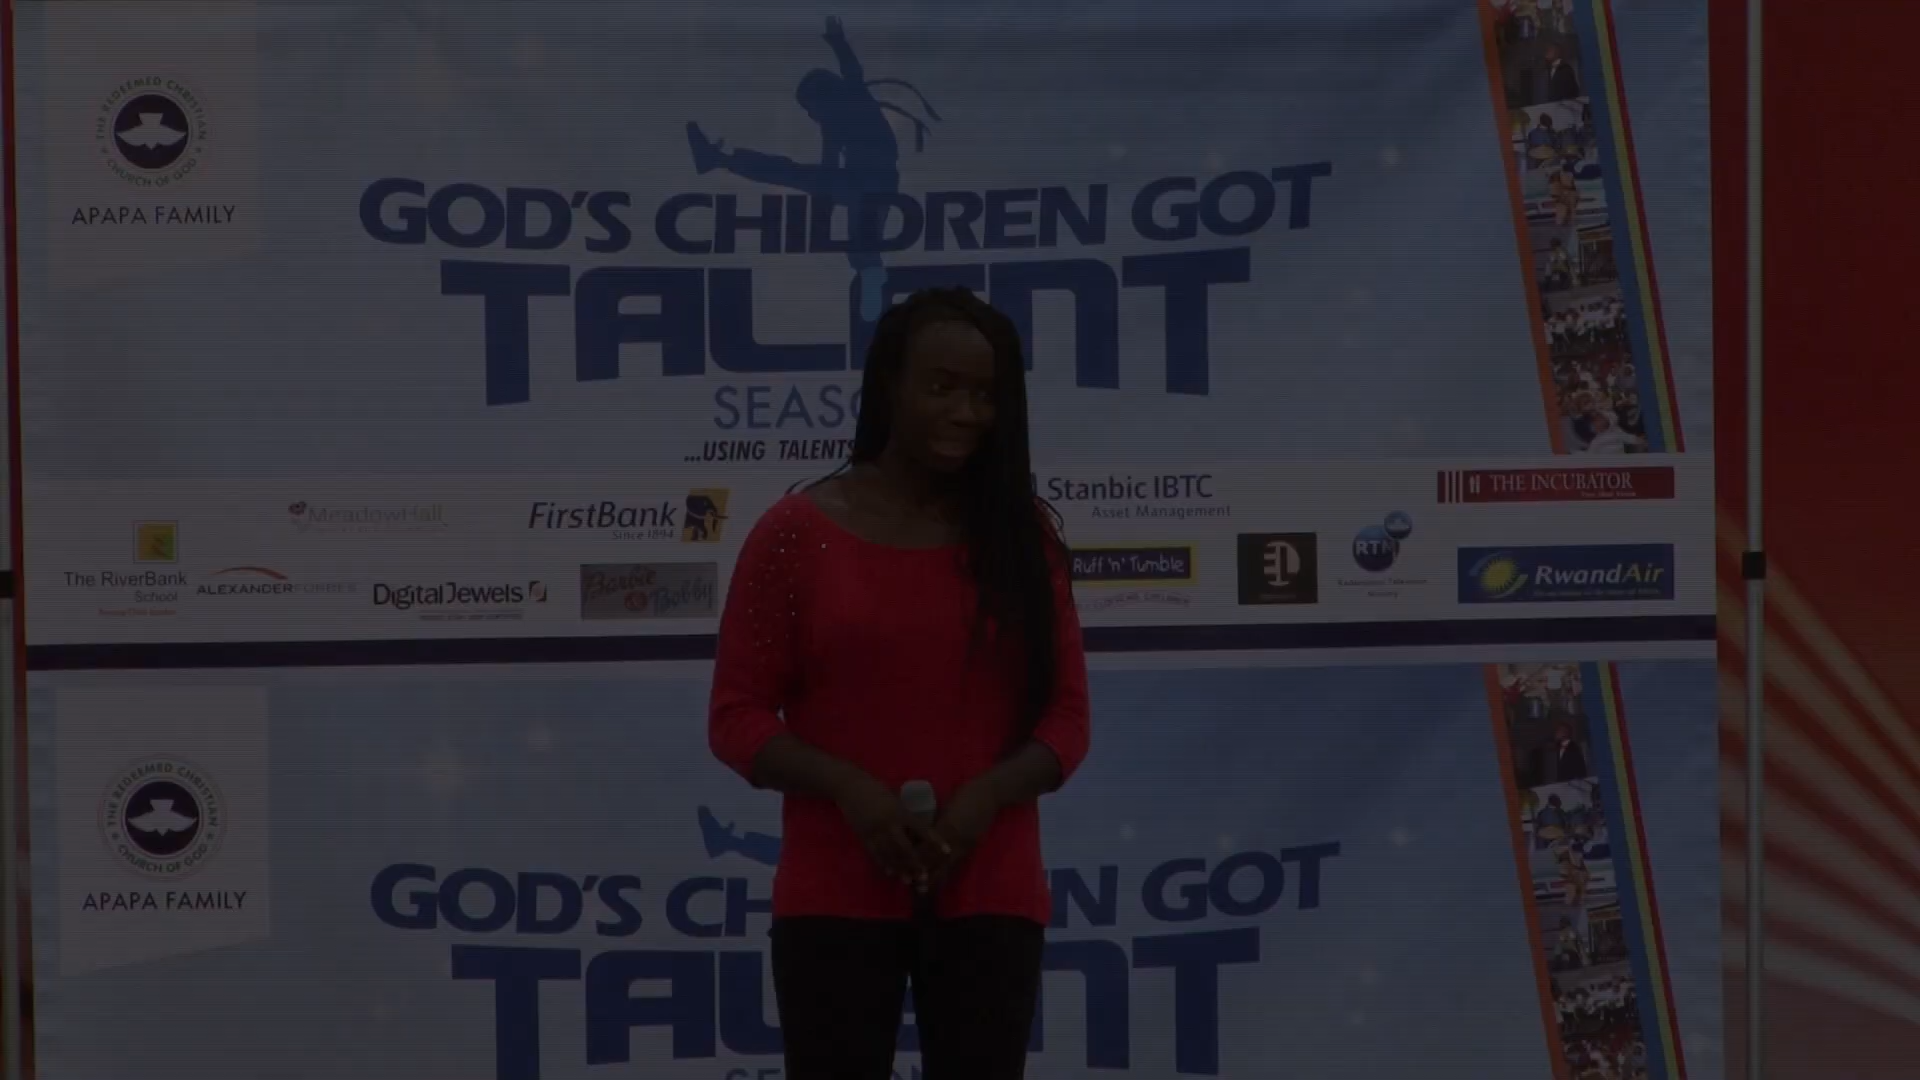 THE REDEEMED CHRISTIAN CHURCH OF GOD
APAPA FAMILY
GOD'S CHILDREN GOT
TALENT
SEAS
...USING TALENTS
The RiverBank
School
MeadowHall
ALEXANDERFORBES
FirstBank
Since 1894
DigitalJewels
Barbie
& Bobby
Stanbic IBTC
Asset Management
Ruff 'n' Tumble
RTM
THE INCUBATOR
RwandAir
THE REDEEMED CHRISTIAN CHURCH OF GOD
APAPA FAMILY
GOD'S CH N GOT
TAL NT